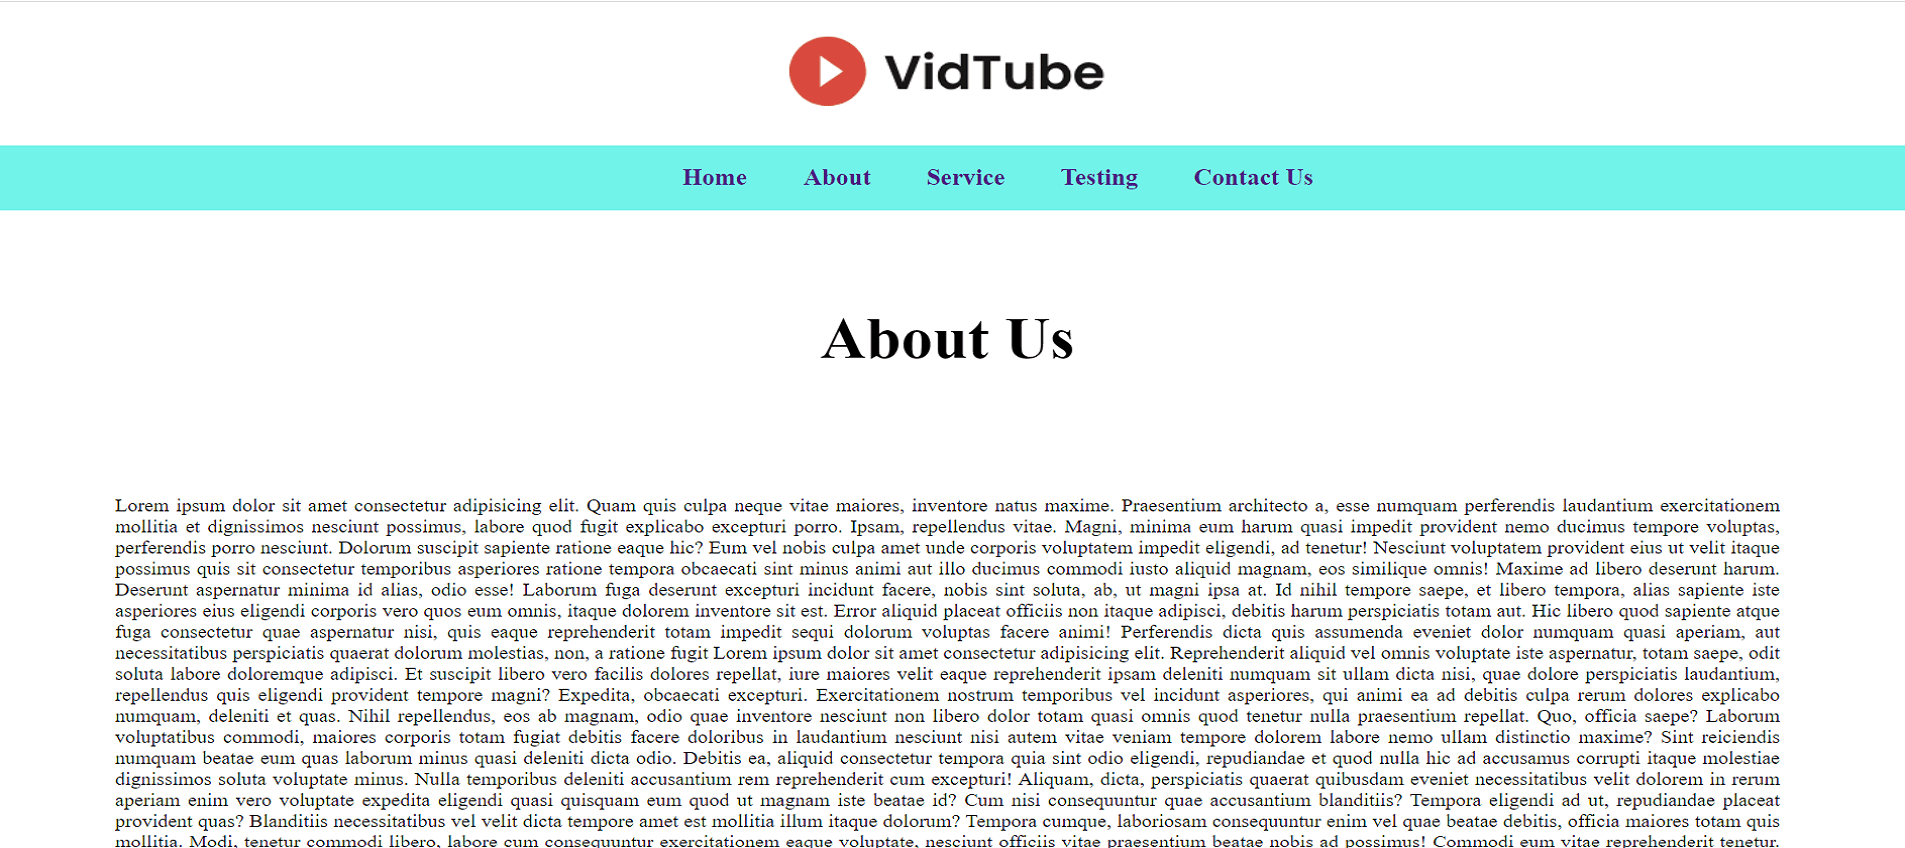 VidTube
Home About Service Testing Contact Us
About Us
Lorem ipsum dolor sit amet consectetur adipisicing elit. Quam quis culpa neque vitae maiores, inventore natus maxime. Praesentium architecto a, esse numquam perferendis laudantium exercitationem
mollitia et dignissimos nesciunt possimus, labore quod fugit explicabo excepturi porro. Ipsam, repellendus vitae. Magni, minima eum harum quasi impedit provident nemo ducimus tempore voluptas,
perferendis porro nesciunt. Dolorum suscipit sapiente ratione eaque hic? Eum vel nobis culpa amet unde corporis voluptatem impedit eligendi, ad tenetur! Nesciunt voluptatem provident eius ut velit itaque
possimus quis sit consectetur temporibus asperiores ratione tempora obcaecati sint minus animi aut illo ducimus commodi iusto aliquid magnam, eos similique omnis! Maxime ad libero deserunt harum.
Deserunt aspernatur minima id alias, odio esse! Laborum fuga deserunt excepturi incidunt facere, nobis sint soluta, ab, ut magni ipsa at. Id nihil tempore saepe, et libero tempora, alias sapiente iste
asperiores eius eligendi corporis vero quos eum omnis, itaque dolorem inventore sit est. Error aliquid placeat officiis non itaque adipisci, debitis harum perspiciatis totam aut. Hic libero quod sapiente atque
fuga consectetur quae aspernatur nisi, quis eaque reprehenderit totam impedit sequi dolorum voluptas facere animi! Perferendis dicta quis assumenda eveniet dolor numquam quasi aperiam, aut
necessitatibus perspiciatis quaerat dolorum molestias, non, a ratione fugit Lorem ipsum dolor sit amet consectetur adipisicing elit. Reprehenderit aliquid vel omnis voluptate iste aspernatur, totam saepe, odit
soluta labore doloremque adipisci. Et suscipit libero vero facilis dolores repellat, iure maiores velit eaque reprehenderit ipsam deleniti numquam sit ullam dicta nisi, quae dolore perspiciatis laudantium,
repellendus quis eligendi provident tempore magni? Expedita, obcaecati excepturi. Exercitationem nostrum temporibus vel incidunt asperiores, qui animi ea ad debitis culpa rerum dolores explicabo
numquam, deleniti et quas. Nihil repellendus, eos ab magnam, odio quae inventore nesciunt non libero dolor totam quasi omnis quod tenetur nulla praesentium repellat. Quo, officia saepe? Laborum
voluptatibus commodi, maiores corporis totam fugiat debitis facere doloribus in laudantium nesciunt nisi autem vitae veniam tempore dolorem labore nemo ullam distinctio maxime? Sint reiciendis
numquam beatae eum quas laborum minus quasi deleniti dicta odio. Debitis ea, aliquid consectetur tempora quia sint odio eligendi, repudiandae et quod nulla hic ad accusamus corrupti itaque molestiae
dignissimos soluta voluptate minus. Nulla temporibus deleniti accusantium rem reprehenderit cum excepturi! Aliquam, dicta, perspiciatis quaerat quibusdam eveniet necessitatibus velit dolorem in rerum
aperiam enim vero voluptate expedita eligendi quasi quisquam eum quod ut magnam iste beatae id? Cum nisi consequuntur quae accusantium blanditiis? Tempora eligendi ad ut, repudiandae placeat
provident quas? Blanditiis necessitatibus vel velit dicta tempore amet est mollitia illum itaque dolorum? Tempora cumque, laboriosam consequuntur enim vel quae beatae debitis, officia maiores totam quis
mollitia. Modi, tenetur commodi libero, labore cum consequuntur exercitationem eaque voluptate, nesciunt officiis vitae praesentium beatae nobis ad possimus! Commodi eum vitae reprehenderit tenetur.